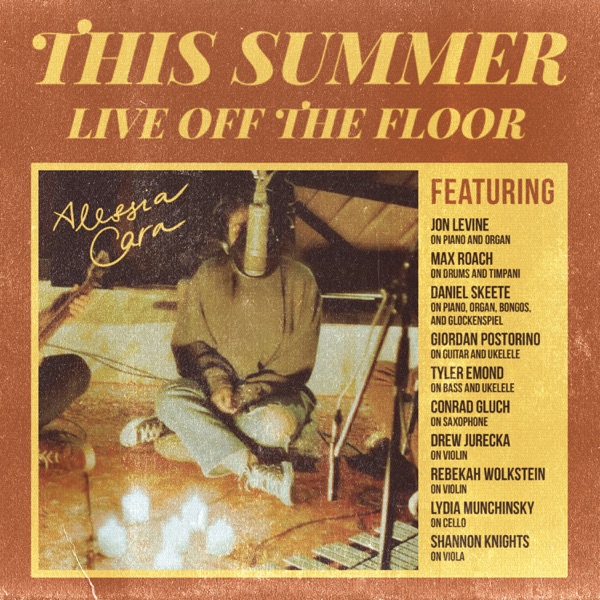 THIS SUMMER
LIVE OFF THE FLOOR
Alessia
Cara
FEATURING
JON LEVINE
ON PIANO AND ORGAN
MAX ROACH
ON DRUMS AND TIMPANI
DANIEL SKEETE
ON PIANO, ORGAN, BONGOS,
AND GLOCKENSPIEL
GIORDAN POSTORINO
ON GUITAR AND UKELELE
TYLER EMOND
ON BASS AND UKELELE
CONRAD GLUCH
ON SAXOPHONE
DREW JURECKA
ON VIOLIN
REBEKAH WOLKSTEIN
ON VIOLIN
LYDIA MUNCHINSKY
ON CELLO
SHANNON KNIGHTS
ON VIOLA